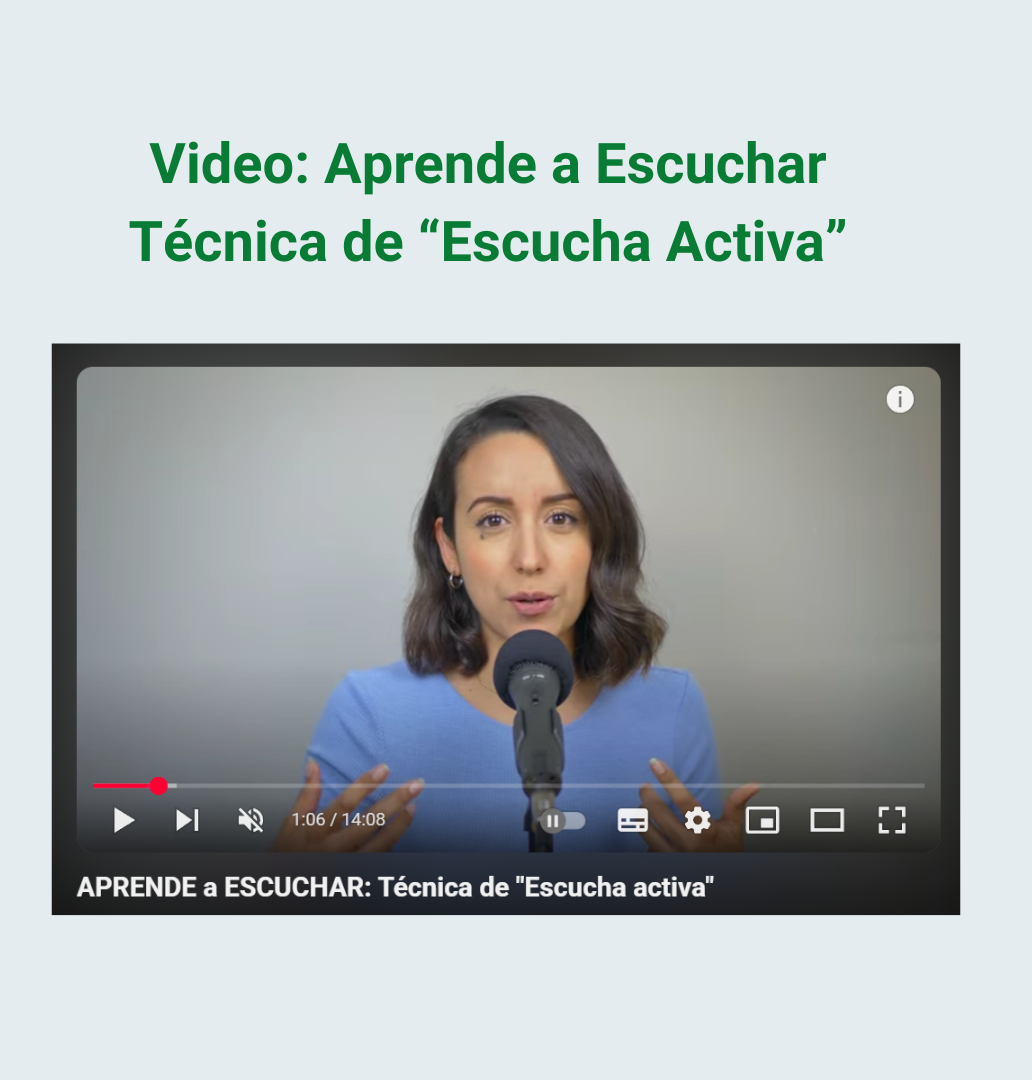 Video: Aprende a Escuchar
Técnica de “Escucha Activa”
1:06 / 14:08
APRENDE a ESCUCHAR: Técnica de "Escucha activa"